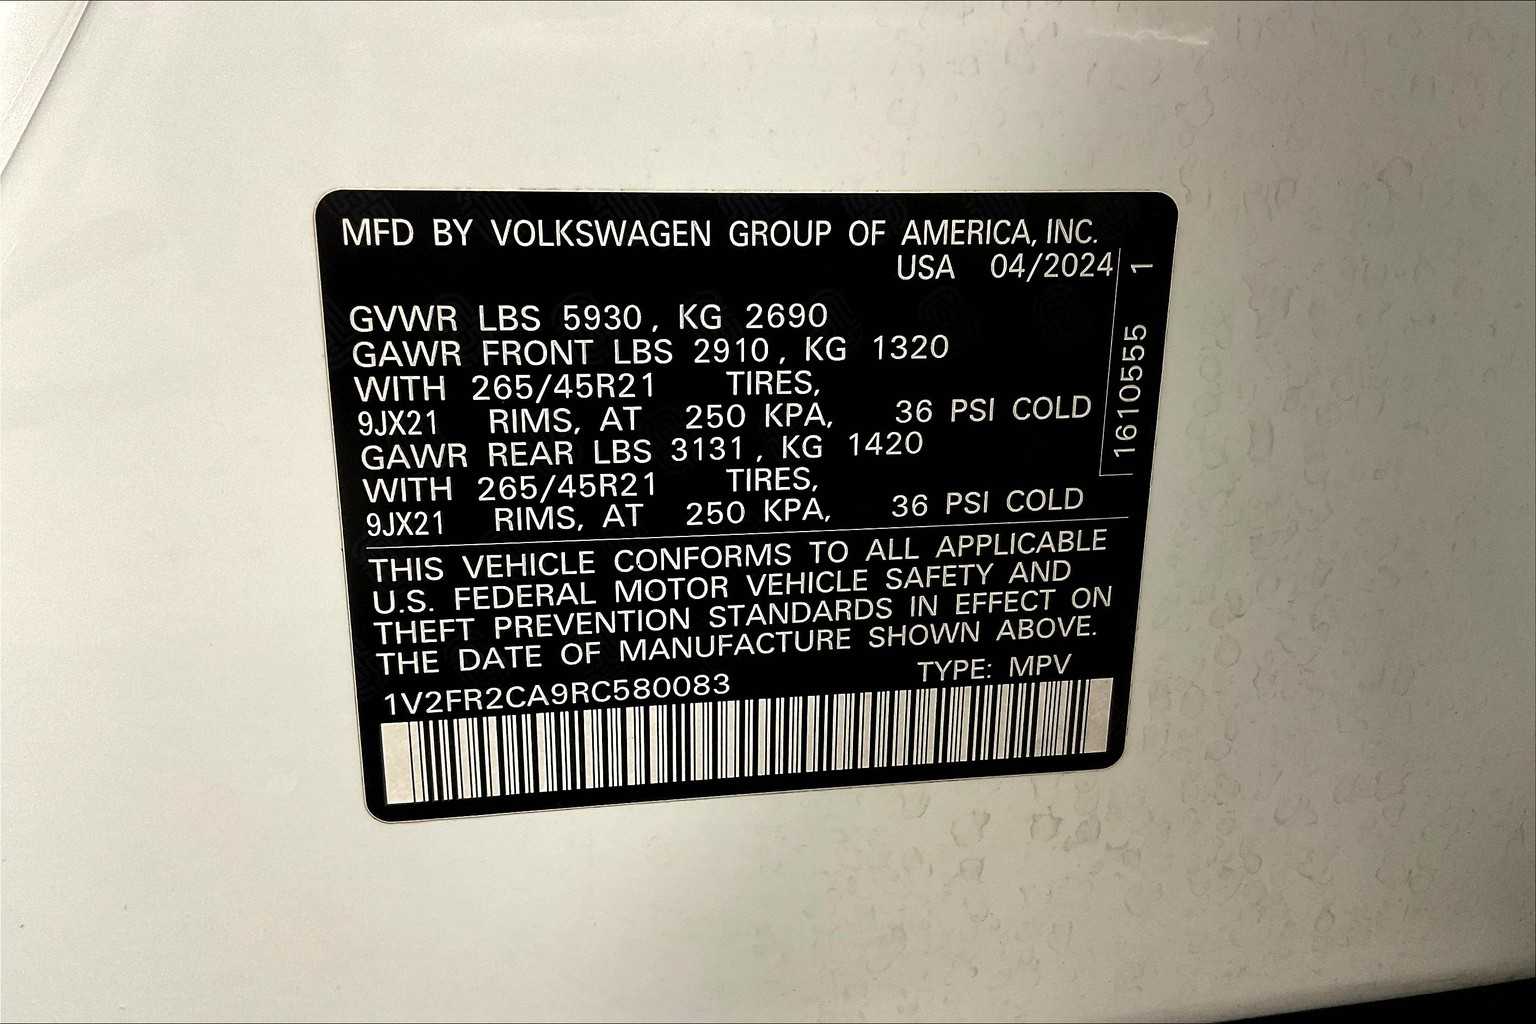 MFD BY VOLKSWAGEN GROUP OF AMERICA, INC.
USA 04/2024
GVWR LBS 5930, KG 2690
GAWR FRONT LBS 2910, KG 1320
WITH 265/45R21 TIRES,
9JX21 RIMS, AT 250 KPA, 36 PSI COLD
GAWR REAR LBS 3131, KG 1420
WITH 265/45R21 TIRES,
9JX21 RIMS, AT 250 KPA, 36 PSI COLD
1610555 1
THIS VEHICLE CONFORMS TO ALL APPLICABLE
U.S. FEDERAL MOTOR VEHICLE SAFETY AND
THEFT PREVENTION STANDARDS IN EFFECT ON
THE DATE OF MANUFACTURE SHOWN ABOVE.
1V2FR2CA9RC580083 TYPE: MPV